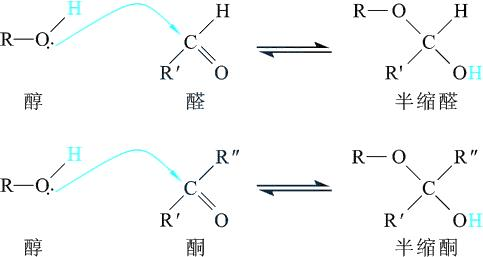 H H R—O H
R—O: C C
R′ O R′ OH
醇 醛 半缩醛
H R″ R—O R″
R—O: C C
R′ O R′ OH
醇 酮 半缩酮